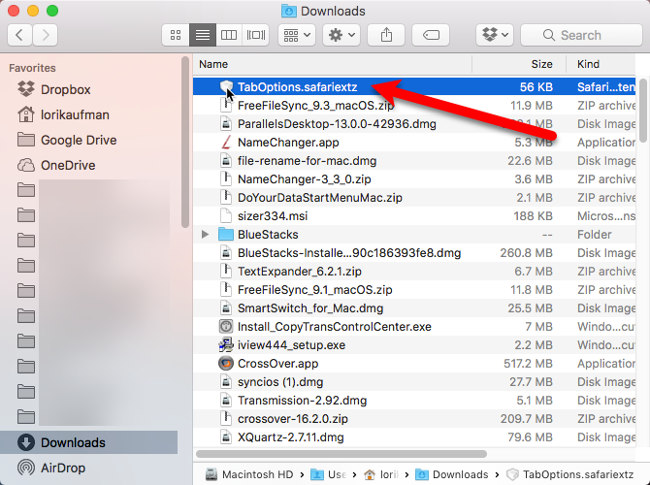 Downloads
Search
Favorites
Dropbox
lorikaufman
Google Drive
OneDrive
Downloads
AirDrop
Name Size Kind
TabOptions.safariextz 56 KB Safari...ten
FreeFileSync_9.3_macOS.zip 11.9 MB ZIP archive
ParallelsDesktop-13.0.0-42936.dmg MB Disk Image
NameChanger.app 5.3 MB Application
file-rename-for-mac.dmg 22.6 MB Disk Image
NameChanger-3_3_0.zip 3.6 MB ZIP archive
DoYourDataStartMenuMac.zip 2.1 MB ZIP archive
sizer334.msi 188 KB Micros...ns
BlueStacks -- Folder
BlueStacks-Installe...90c186393fe8.dmg 260.8 MB Disk Image
TextExpander_6.2.1.zip 6.7 MB ZIP archive
FreeFileSync_9.1_macOS.zip 11.8 MB ZIP archive
SmartSwitch_for_Mac.dmg 25.5 MB Disk Image
Install_CopyTransControlCenter.exe 7 MB Windo...cut
iview444_setup.exe 2.2 MB Windo...cut
CrossOver.app 517.2 MB Application
syncios (1).dmg 27.7 MB Disk Image
Transmission-2.92.dmg 5.1 MB Disk Image
crossover-16.2.0.zip 209.7 MB ZIP archive
XQuartz-2.7.11.dmg 79.6 MB Disk Image
Macintosh HD › Use › lori › Downloads › TabOptions.safariextz